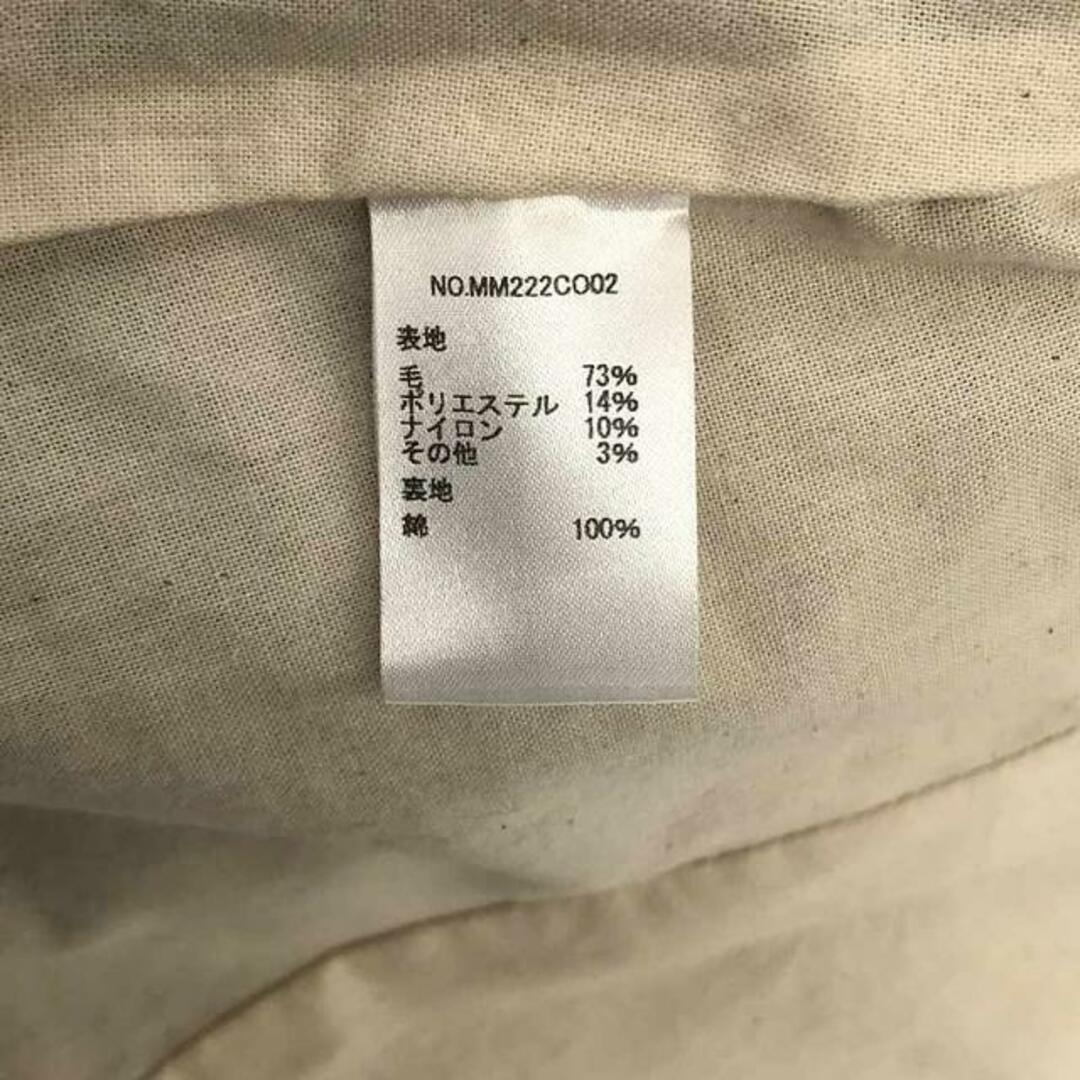 NO.MM222CO02
表地
毛 73%
ポリエステル 14%
ナイロン 10%
その他 3%
裏地
綿 100%